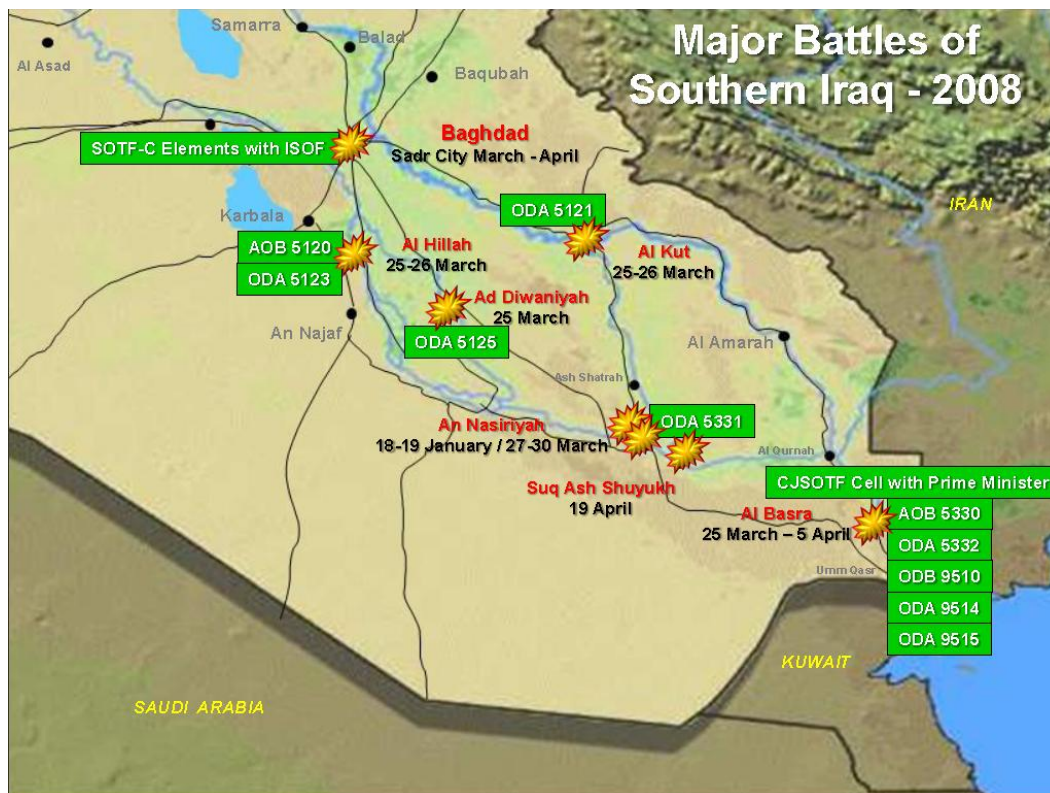 Major Battles of
Southern Iraq - 2008
Samarra
Balad
Al Asad
Baqubah
SOTF-C Elements with ISOF
Baghdad
Sadr City March - April
IRAN
Karbala
ODA 5121
AOB 5120
ODA 5123
Al Hillah
25-26 March
Al Kut
25-26 March
Ad Diwaniyah
25 March
An Najaf
ODA 5125
Al Amarah
Ash Shatrah
An Nasiriyah
18-19 January / 27-30 March
ODA 5331
Al Qurnah
Suq Ash Shuyukh
19 April
CJSOTF Cell with Prime Minister
Al Basra
25 March – 5 April
AOB 5330
ODA 5332
Umm Qasr
ODB 9510
ODA 9514
ODA 9515
KUWAIT
SAUDI ARABIA